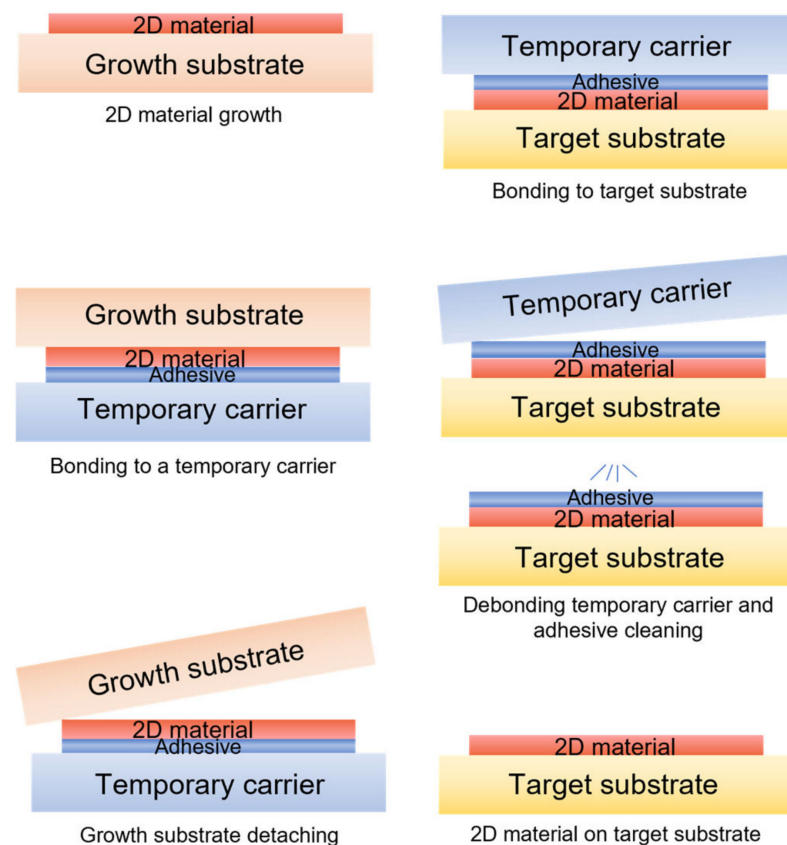 2D material
Growth substrate
2D material growth
Growth substrate
2D material
Adhesive
Temporary carrier
Bonding to a temporary carrier
Growth substrate
2D material
Adhesive
Temporary carrier
Growth substrate detaching
Temporary carrier
Adhesive
2D material
Target substrate
Bonding to target substrate
Temporary carrier
Adhesive
2D material
Target substrate
Adhesive
2D material
Target substrate
Debonding temporary carrier and
adhesive cleaning
2D material
Target substrate
2D material on target substrate